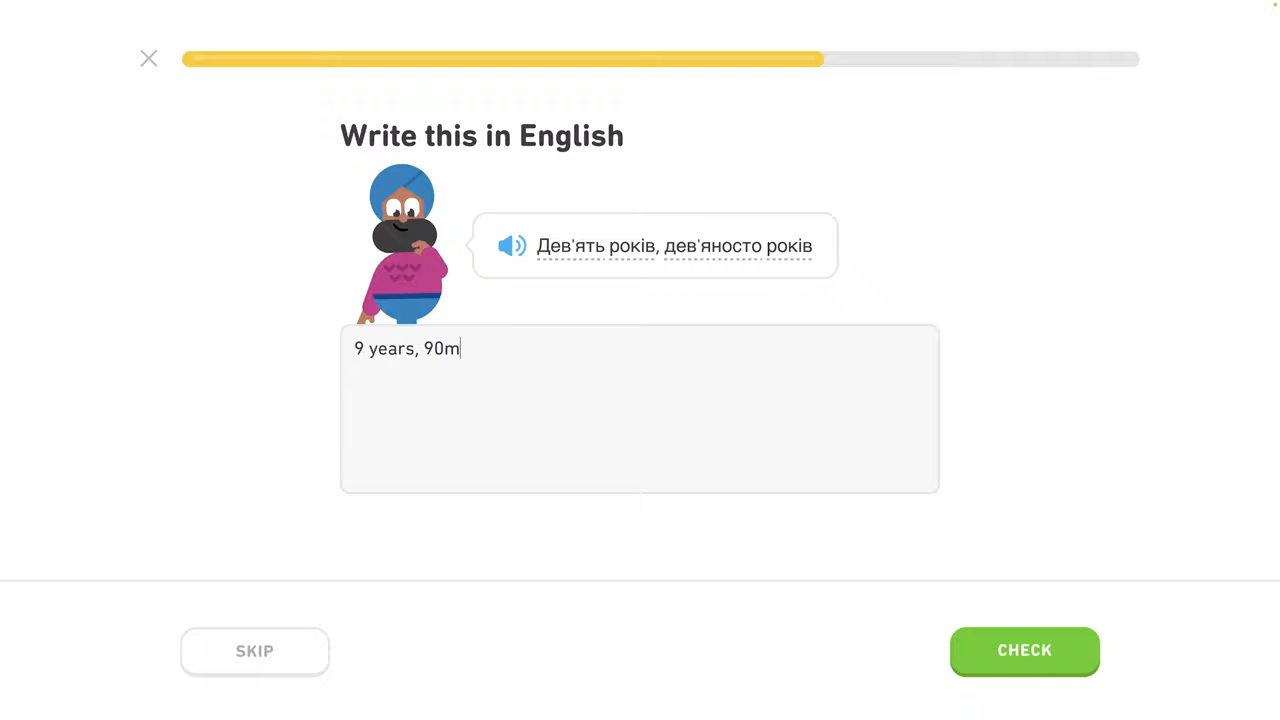 Write this in English
Дев'ять років, дев'яносто років
9 years, 90m
SKIP
CHECK